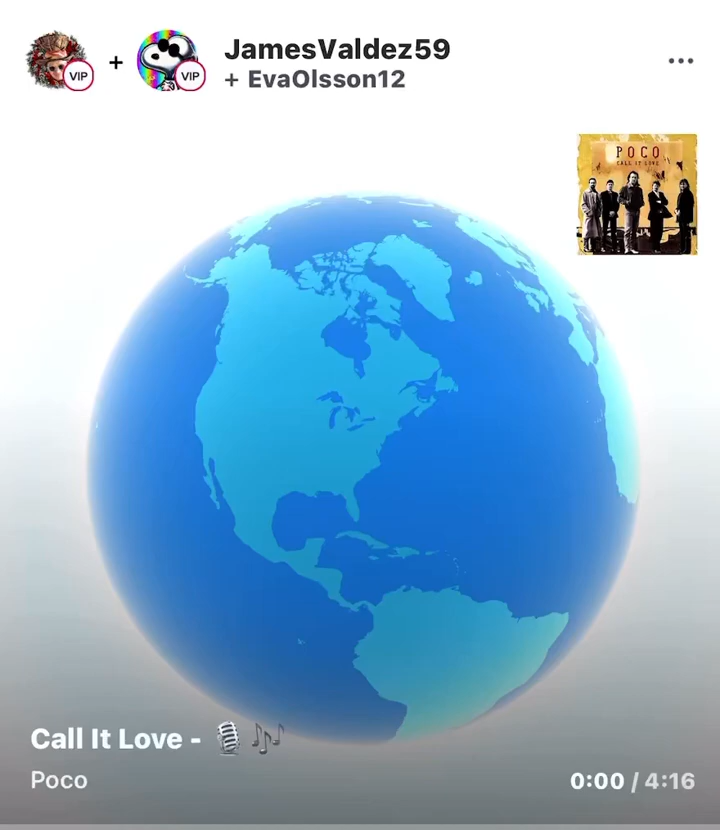 VIP
VIP
+
JamesValdez59
+ EvaOlsson12
POCO
CALL IT LOVE
Call It Love - 🎙️ 🎶
Poco
0:00 / 4:16